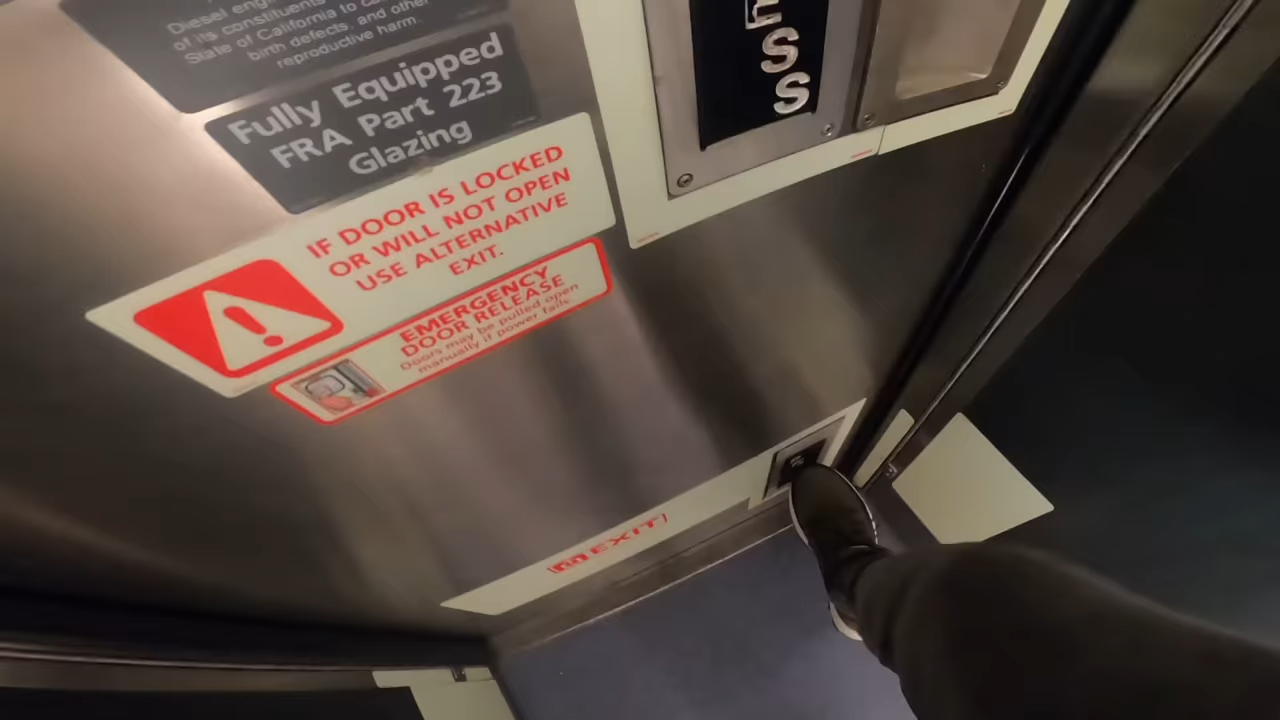 Diesel
of its constituents
State of California to
birth defects, and other
reproductive harm.
Fully Equipped
FRA Part 223
Glazing
IF DOOR IS LOCKED
OR WILL NOT OPEN
USE ALTERNATIVE
EXIT.
EMERGENCY
DOOR RELEASE
Doors may be pulled open
manually if power fails.
ESS
EXIT